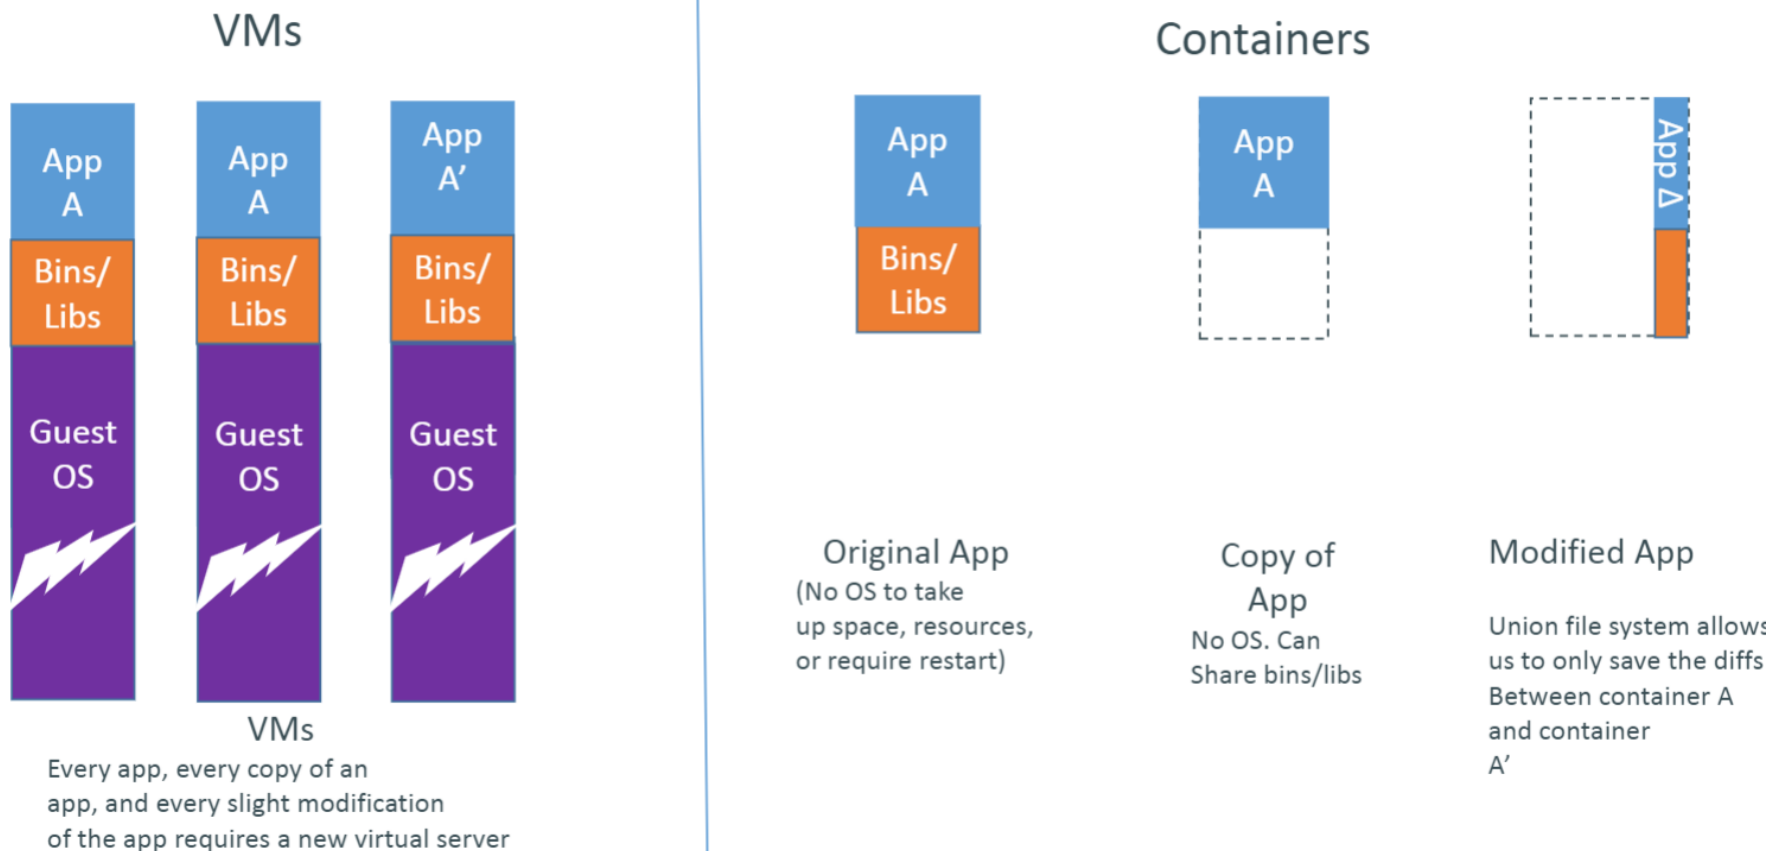 VMs
App
A
Bins/
Libs
Guest
OS
App
A
Bins/
Libs
Guest
OS
App
A’
Bins/
Libs
Guest
OS
VMs
Every app, every copy of an
app, and every slight modification
of the app requires a new virtual server
Containers
App
A
Bins/
Libs
Original App
(No OS to take
up space, resources,
or require restart)
App
A
Copy of
App
No OS. Can
Share bins/libs
App Δ
Modified App
Union file system allows
us to only save the diffs
Between container A
and container
A’